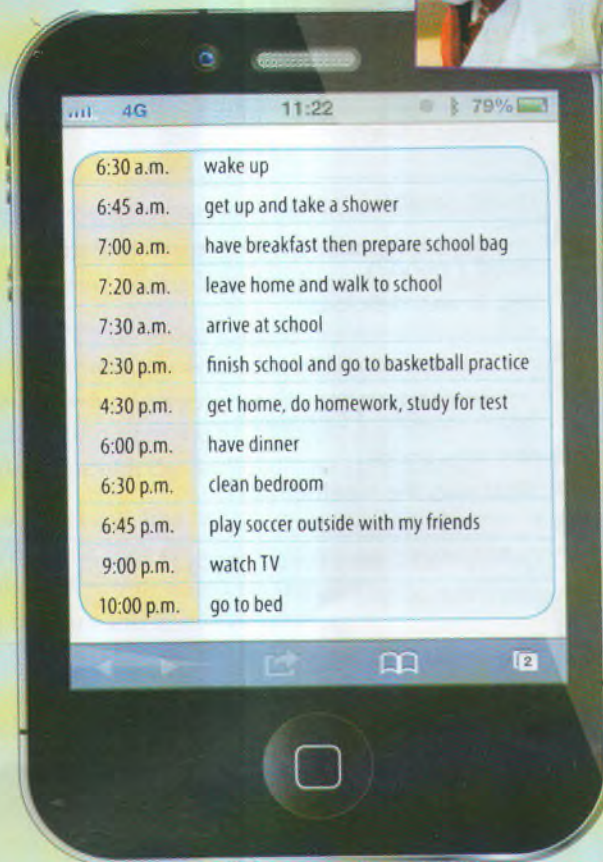 4G 11:22 79%
6:30 a.m. wake up
6:45 a.m. get up and take a shower
7:00 a.m. have breakfast then prepare school bag
7:20 a.m. leave home and walk to school
7:30 a.m. arrive at school
2:30 p.m. finish school and go to basketball practice
4:30 p.m. get home, do homework, study for test
6:00 p.m. have dinner
6:30 p.m. clean bedroom
6:45 p.m. play soccer outside with my friends
9:00 p.m. watch TV
10:00 p.m. go to bed
2